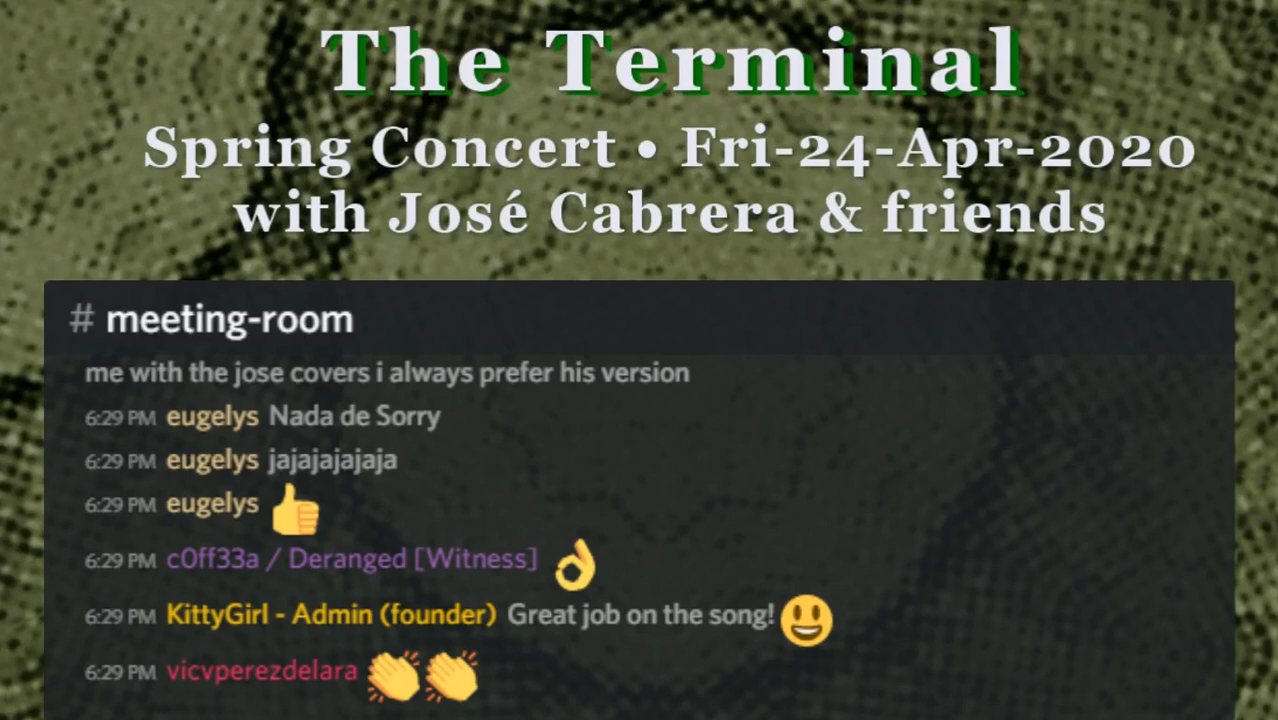 The Terminal
Spring Concert • Fri-24-Apr-2020
with José Cabrera & friends
# meeting-room
me with the jose covers i always prefer his version
6:29 PM eugelys Nada de Sorry
6:29 PM eugelys jajajajajaja
6:29 PM eugelys 👍
6:29 PM c0ff33a / Deranged [Witness] 👌
6:29 PM KittyGirl - Admin (founder) Great job on the song! 😃
6:29 PM vicvperezdelara 👏👏